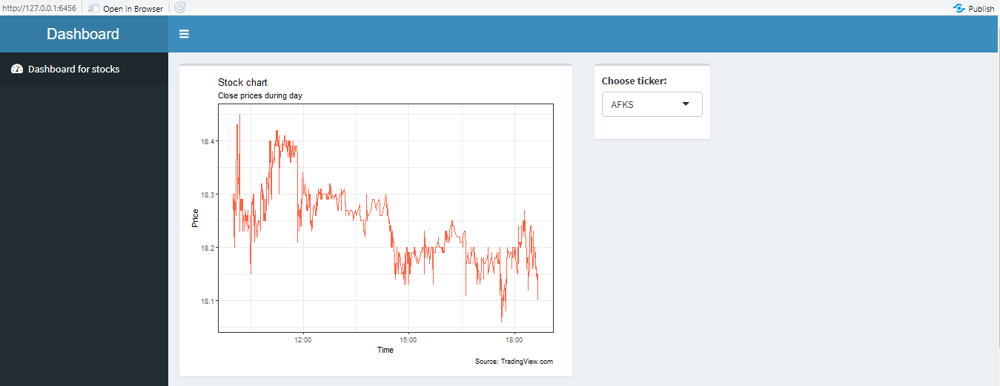 http://127.0.0.1:6456 Open in Browser Publish
Dashboard
Dashboard for stocks
Stock chart
Close prices during day
18.4
18.3
18.2
18.1
Price
12:00 15:00 18:00
Time
Source: TradingView.com
Choose ticker:
AFKS